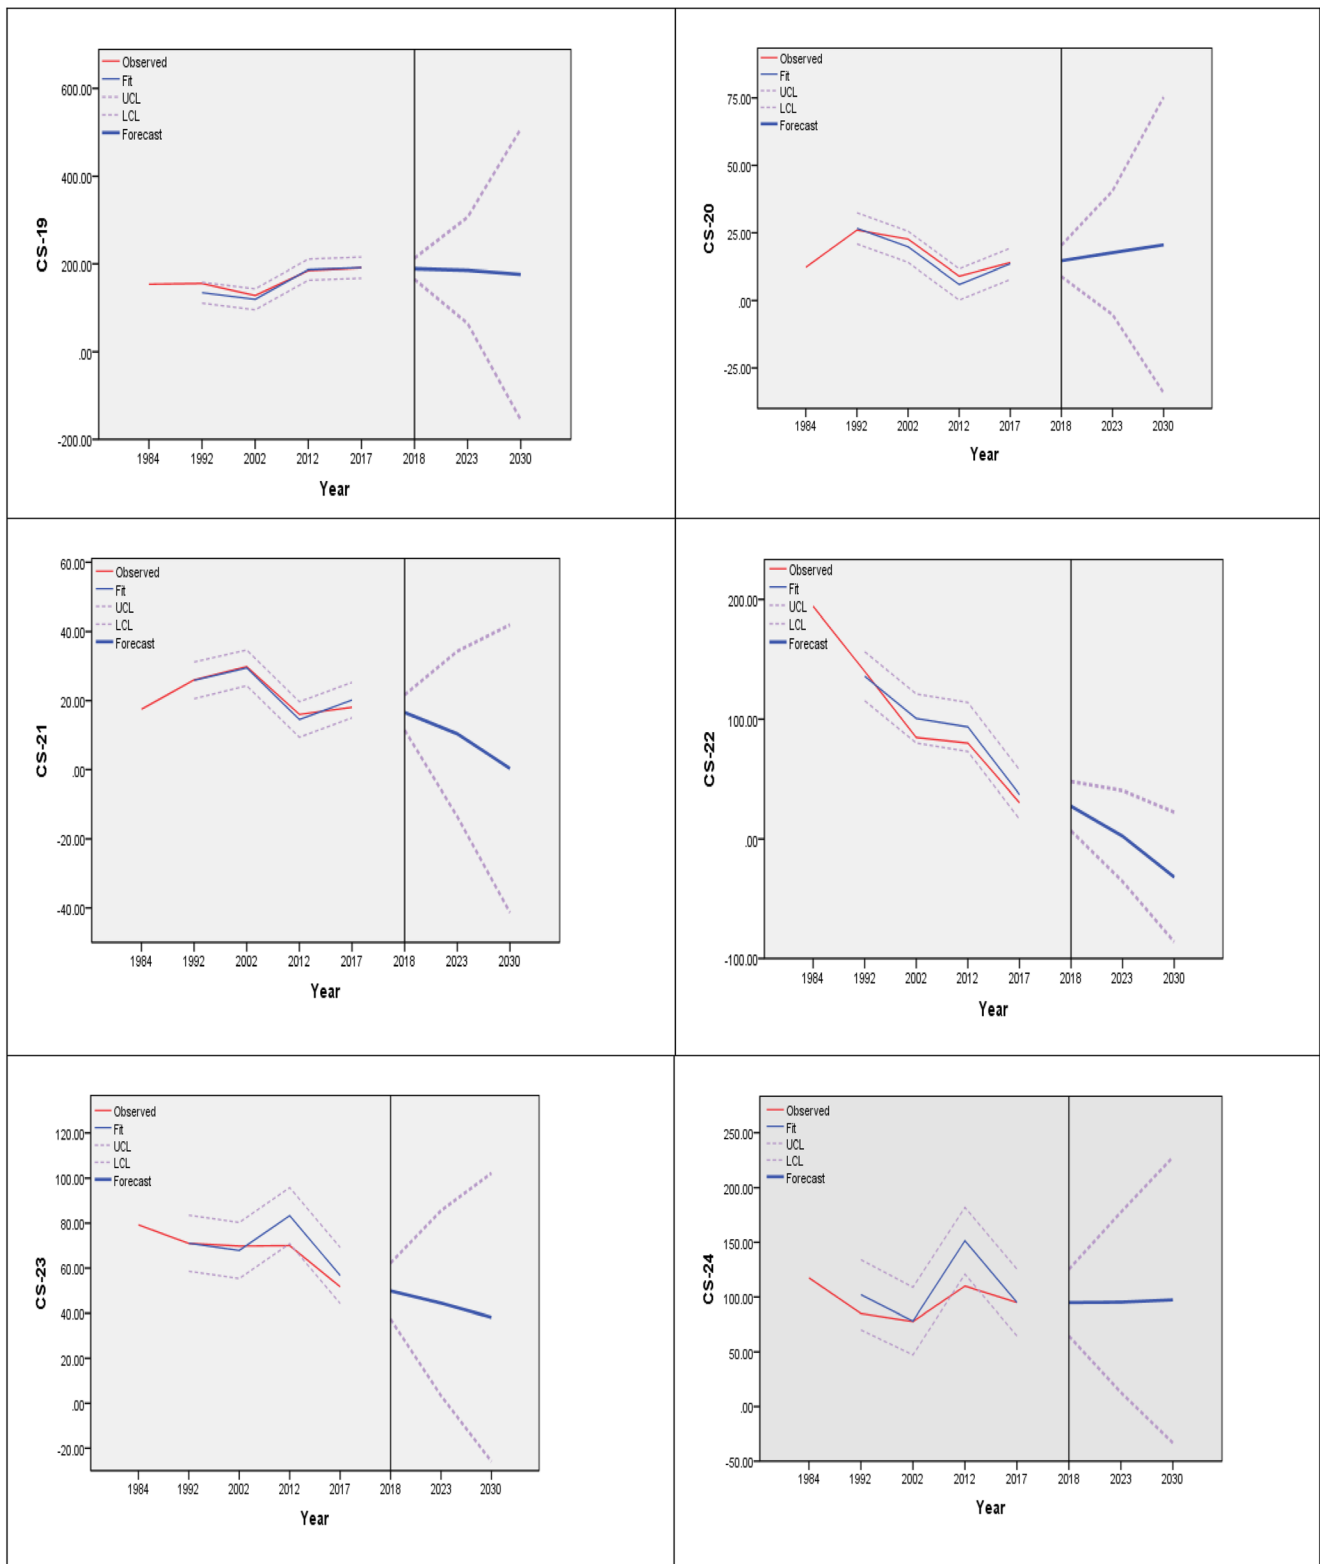 Observed
Fit
UCL
LCL
Forecast
600.00
400.00
200.00
.00
-200.00
CS-19
1984 1992 2002 2012 2017 2018 2023 2030
Year
Observed
Fit
UCL
LCL
Forecast
75.00
50.00
25.00
.00
-25.00
CS-20
1984 1992 2002 2012 2017 2018 2023 2030
Year
Observed
Fit
UCL
LCL
Forecast
60.00
40.00
20.00
.00
-20.00
-40.00
CS-21
1984 1992 2002 2012 2017 2018 2023 2030
Year
Observed
Fit
UCL
LCL
Forecast
200.00
100.00
.00
-100.00
CS-22
1984 1992 2002 2012 2017 2018 2023 2030
Year
Observed
Fit
UCL
LCL
Forecast
120.00
100.00
80.00
60.00
40.00
20.00
.00
-20.00
CS-23
1984 1992 2002 2012 2017 2018 2023 2030
Year
Observed
Fit
UCL
LCL
Forecast
250.00
200.00
150.00
100.00
50.00
.00
-50.00
CS-24
1984 1992 2002 2012 2017 2018 2023 2030
Year